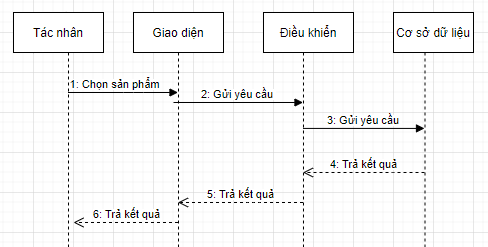 Tác nhân
Giao diện
Điều khiển
Cơ sở dữ liệu
1: Chọn sản phẩm
2: Gửi yêu cầu
3: Gửi yêu cầu
4: Trả kết quả
5: Trả kết quả
6: Trả kết quả